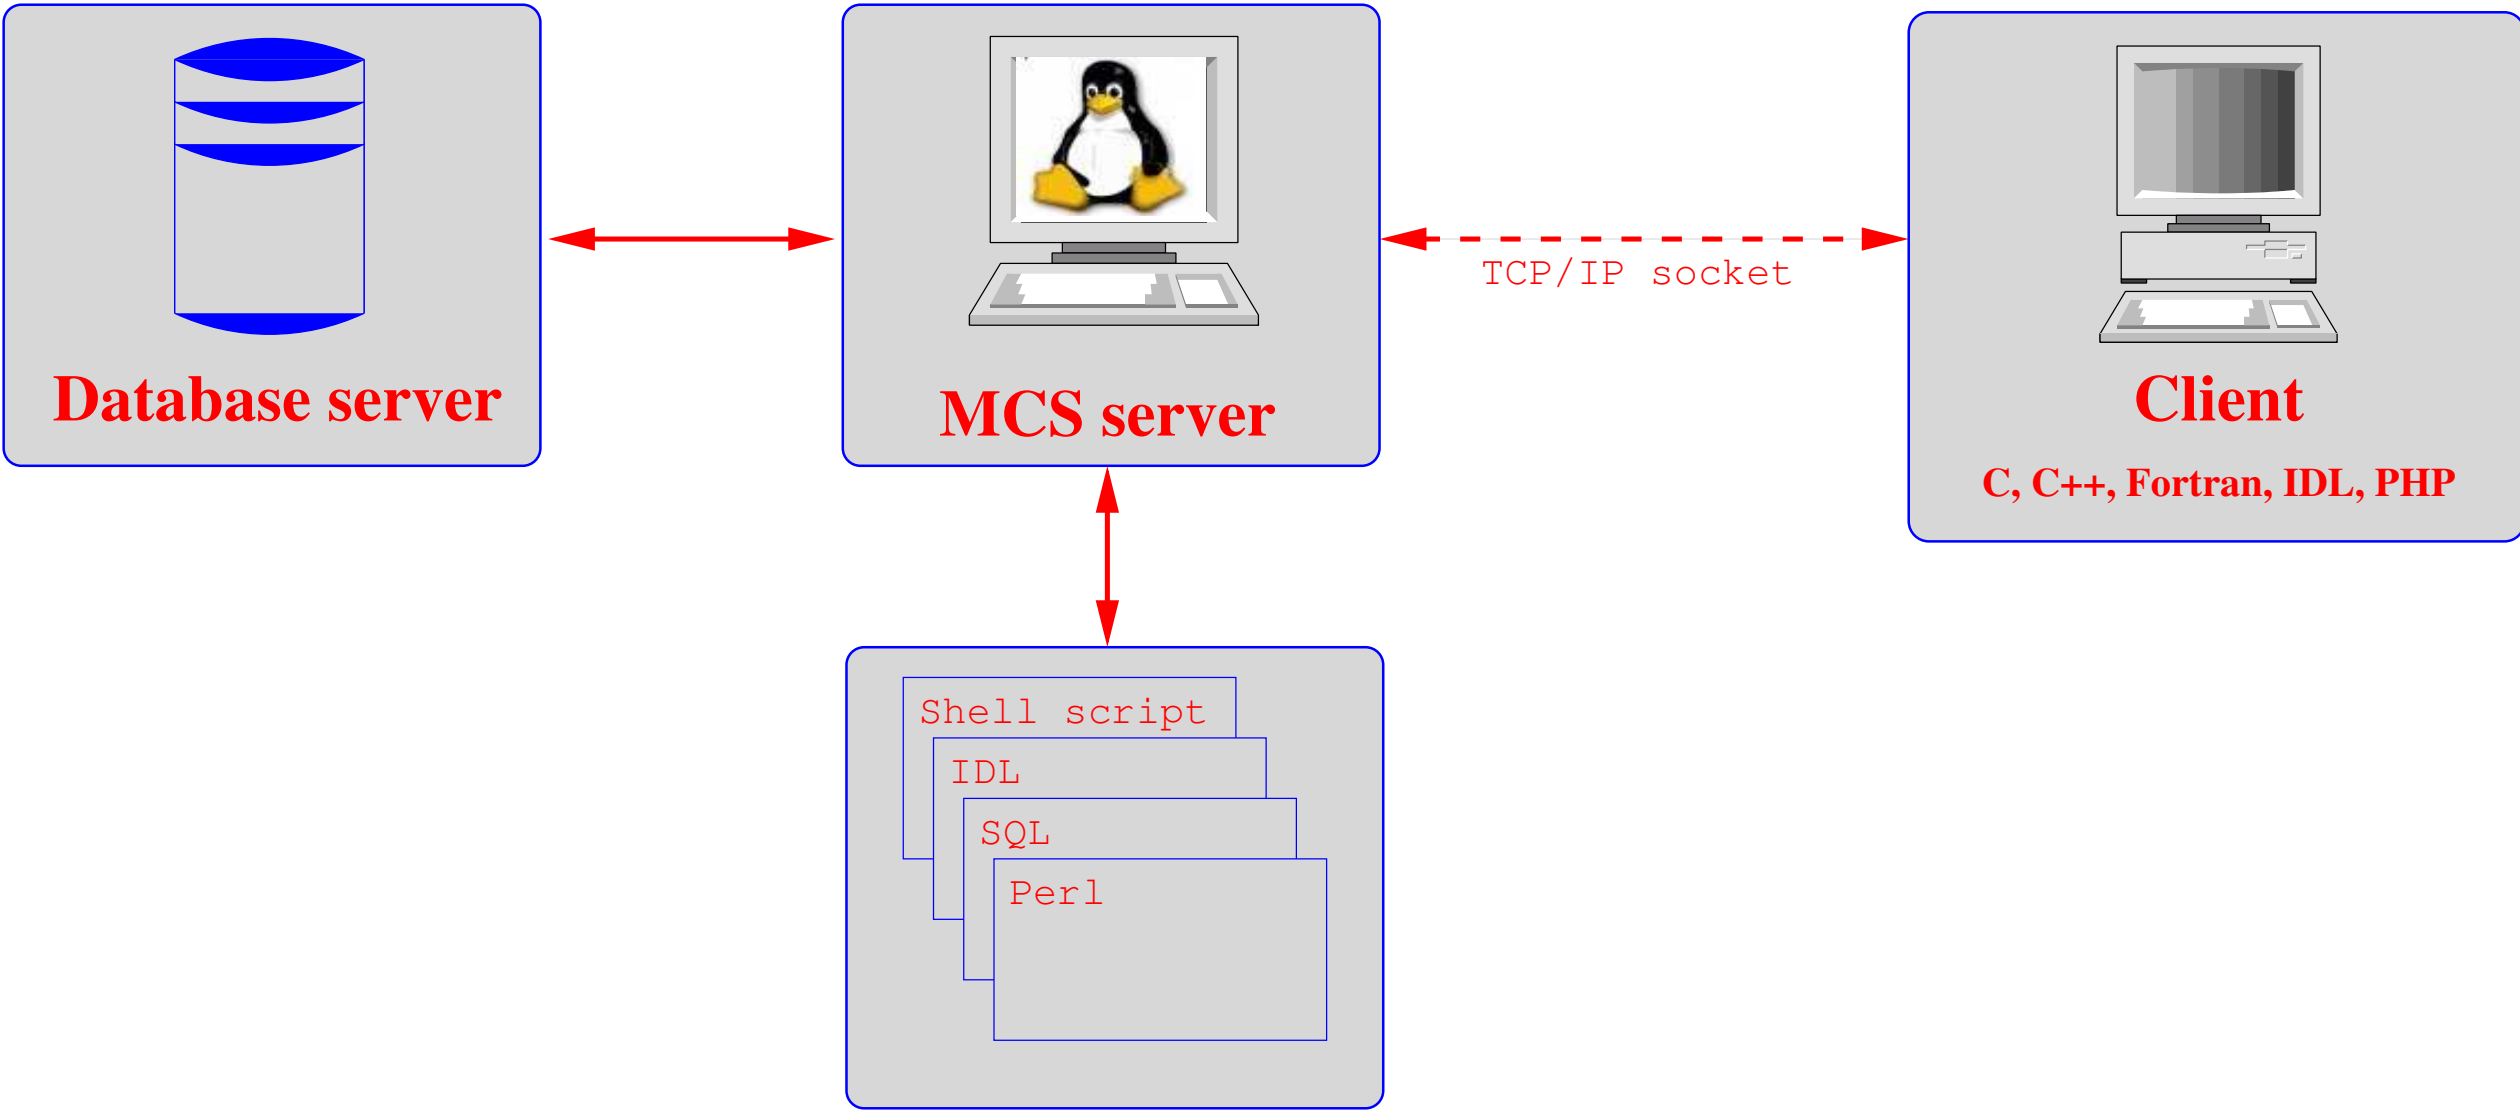 Database server
MCS server
TCP/IP socket
Client
C, C++, Fortran, IDL, PHP
Shell script
IDL
SQL
Perl